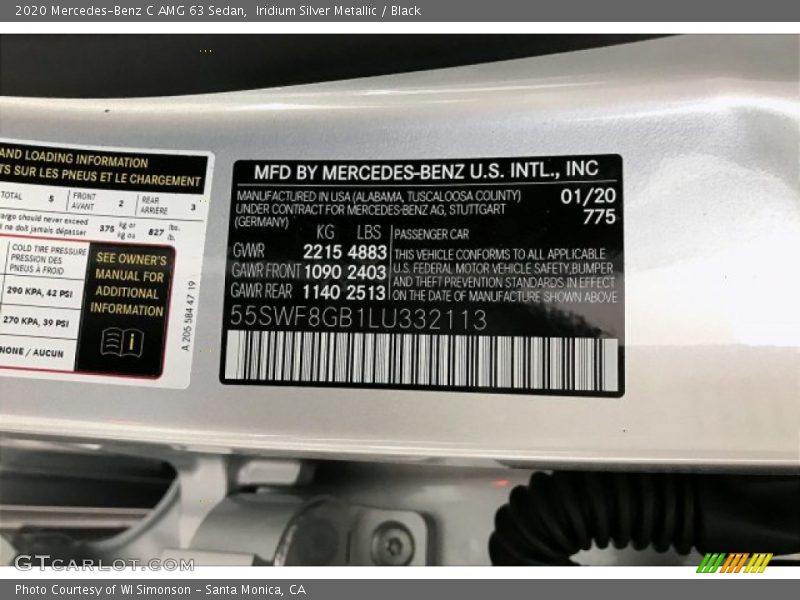 2020 Mercedes-Benz C AMG 63 Sedan, Iridium Silver Metallic / Black
AND LOADING INFORMATION
TS SUR LES PNEUS ET LE CHARGEMENT
TOTAL 5 FRONT AVANT 2 REAR ARRIÈRE 3
cargo should never exceed
ne doit jamais dépasser 375 kg or kg ou 827 lbs. lb.
COLD TIRE PRESSURE
PRESSION DES
PNEUS À FROID
290 KPA, 42 PSI
270 KPA, 39 PSI
NONE / AUCUN
SEE OWNER'S
MANUAL FOR
ADDITIONAL
INFORMATION
A 205 584 47 19
MFD BY MERCEDES-BENZ U.S. INTL., INC
MANUFACTURED IN USA (ALABAMA, TUSCALOOSA COUNTY) 01/20
UNDER CONTRACT FOR MERCEDES-BENZ AG, STUTTGART 775
(GERMANY)
KG LBS
GVWR 2215 4883
GAWR FRONT 1090 2403
GAWR REAR 1140 2513
PASSENGER CAR
THIS VEHICLE CONFORMS TO ALL APPLICABLE
U.S. FEDERAL MOTOR VEHICLE SAFETY,BUMPER
AND THEFT PREVENTION STANDARDS IN EFFECT
ON THE DATE OF MANUFACTURE SHOWN ABOVE
55SWF8GB1LU332113
GTcarlot.com
Photo Courtesy of WI Simonson - Santa Monica, CA